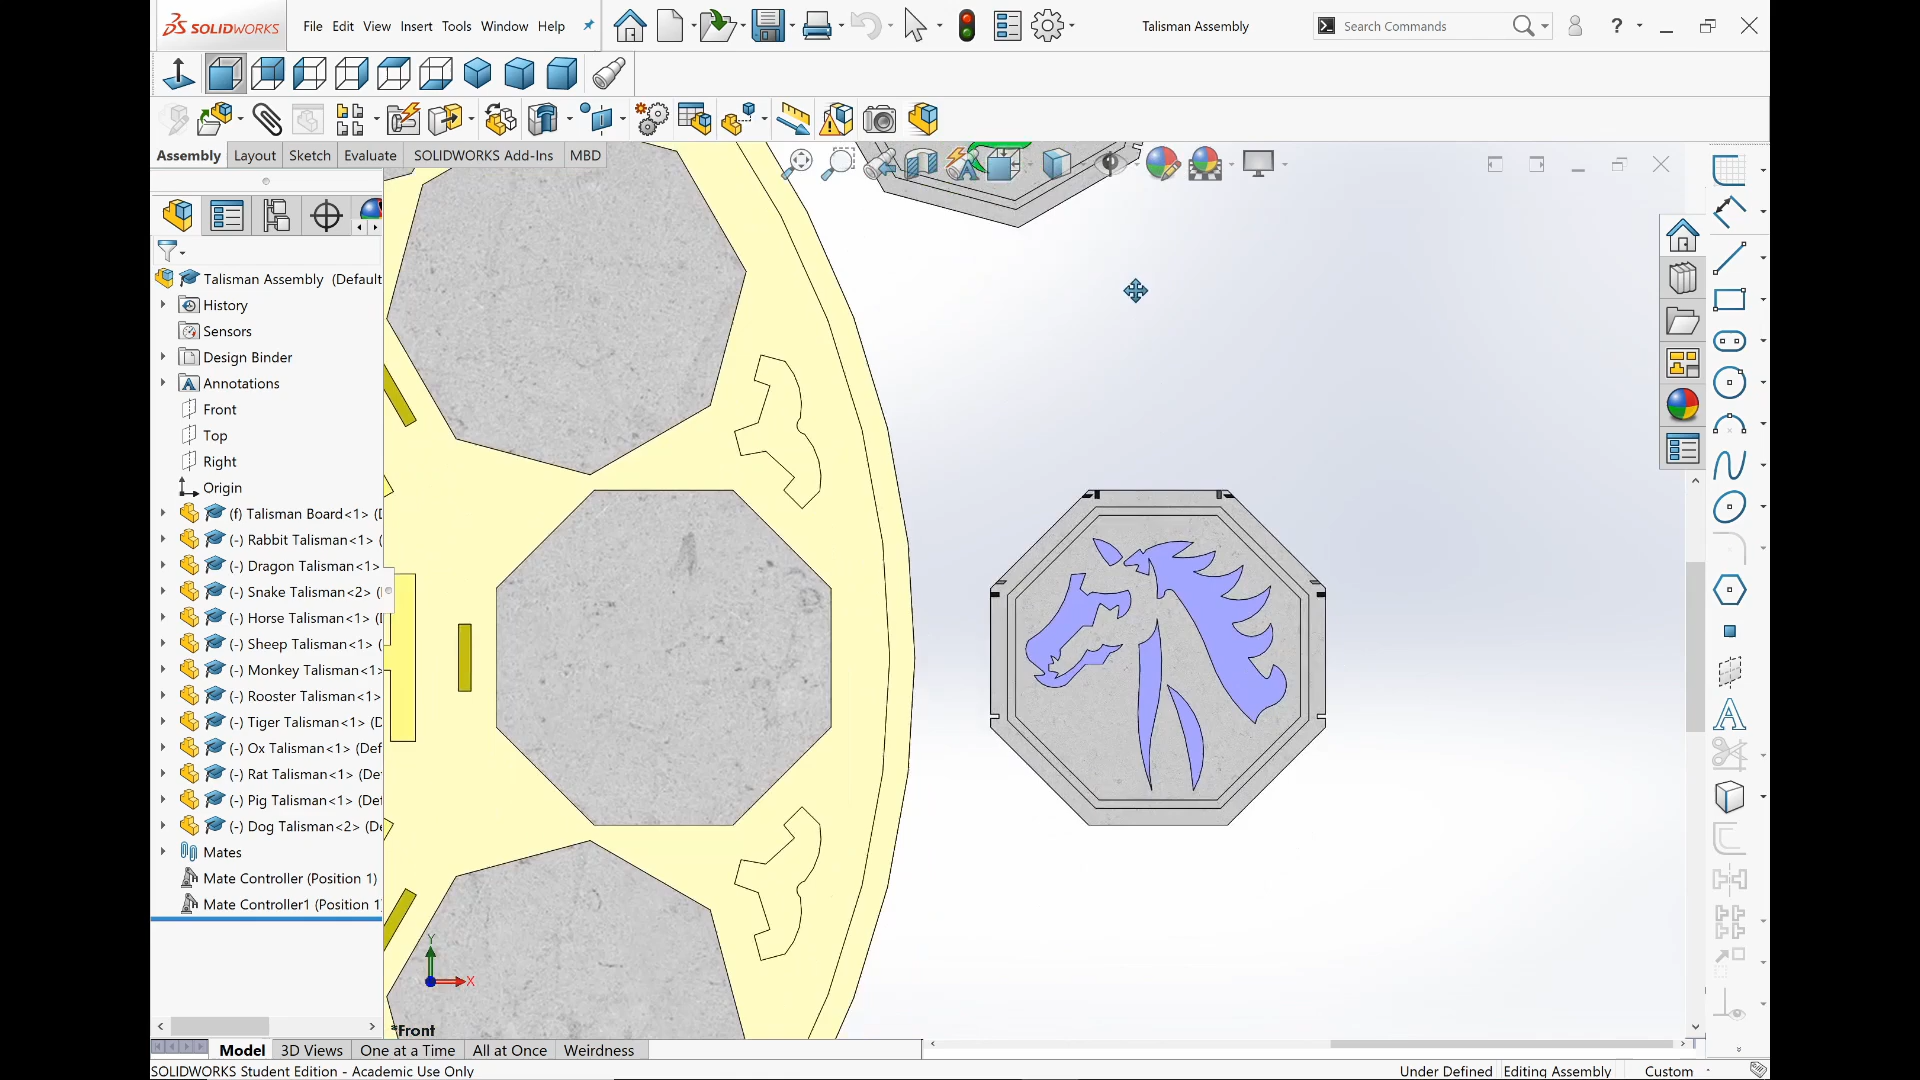 SOLIDWORKS File Edit View Insert Tools Window Help Talisman Assembly Search Commands ?
Assembly Layout Sketch Evaluate SOLIDWORKS Add-Ins MBD
Talisman Assembly (Default
History
Sensors
Design Binder
Annotations
Front
Top
Right
Origin
(f) Talisman Board<1> (D
(-) Rabbit Talisman<1> (
(-) Dragon Talisman<1>
(-) Snake Talisman<2> (
(-) Horse Talisman<1> (
(-) Sheep Talisman<1> (
(-) Monkey Talisman<1>
(-) Rooster Talisman<1>
(-) Tiger Talisman<1> (D
(-) Ox Talisman<1> (Def
(-) Rat Talisman<1> (De
(-) Pig Talisman<1> (Def
(-) Dog Talisman<2> (De
Mates
Mate Controller (Position 1)
Mate Controller1 (Position 1)
Y
X
*Front
Model 3D Views One at a Time All at Once Weirdness
SOLIDWORKS Student Edition - Academic Use Only Under Defined Editing Assembly Custom